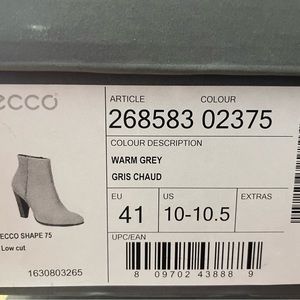 ecco
ARTICLE COLOUR
268583 02375
COLOUR DESCRIPTION
WARM GREY
GRIS CHAUD
EU US EXTRAS
41 10-10.5
ECCO SHAPE 75
Low cut
UPC/EAN
1630803265
8 09702 43888 9